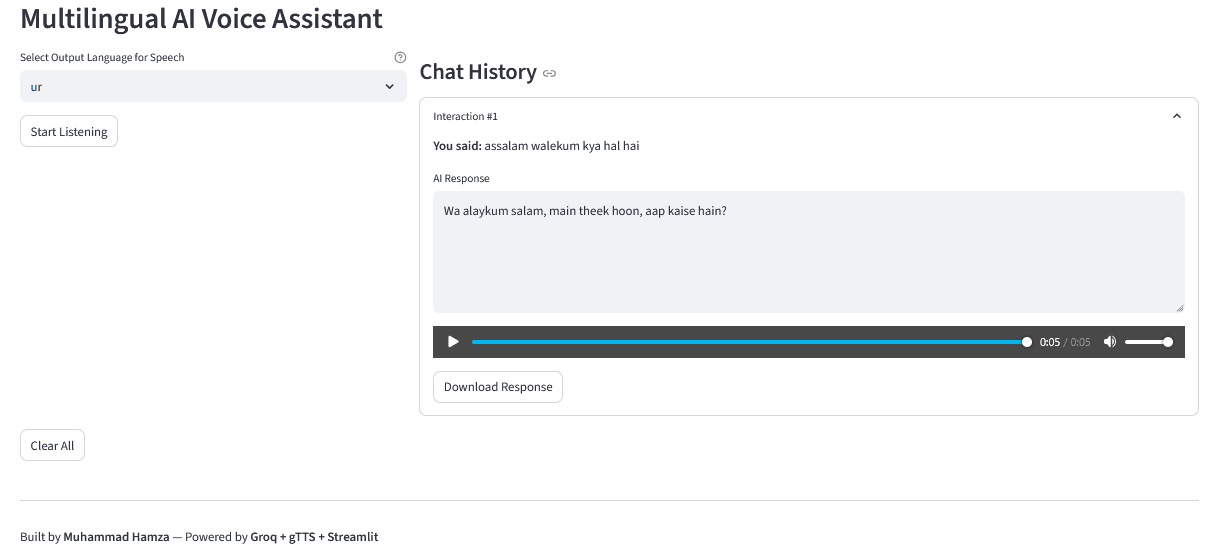 Multilingual AI Voice Assistant
Select Output Language for Speech
ur
Start Listening
Chat History
Interaction #1
You said: assalam walekum kya hal hai
AI Response
Wa alaykum salam, main theek hoon, aap kaise hain?
0:05 / 0:05
Download Response
Clear All
Built by Muhammad Hamza — Powered by Groq + gTTS + Streamlit